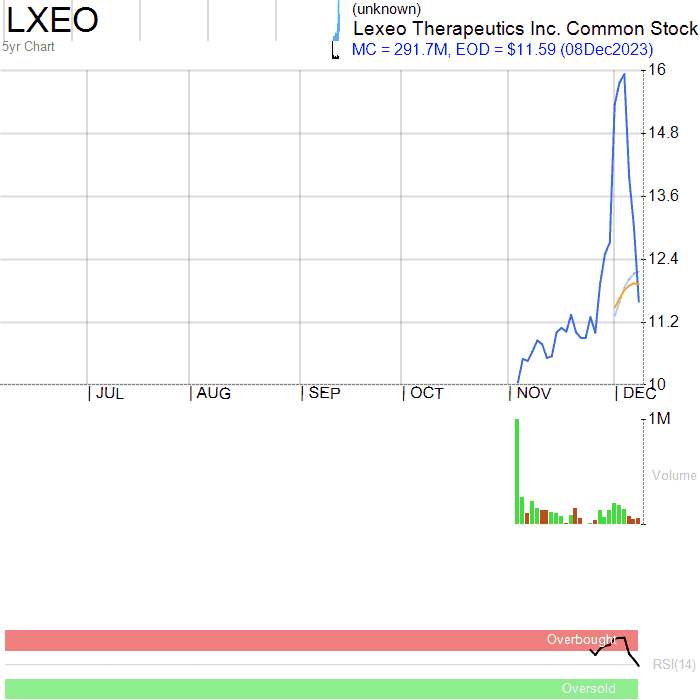 LXEO
(unknown)
Lexeo Therapeutics Inc. Common Stock
5yr Chart
MC = 291.7M, EOD = $11.59 (08Dec2023)
16
14.8
13.6
12.4
11.2
10
JUL AUG SEP OCT NOV DEC
1M
Volume
Overbought
RSI(14)
Oversold